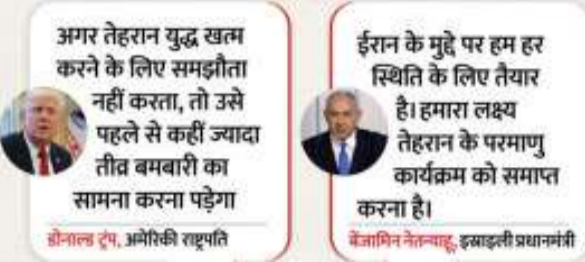 अगर तेहरान युद्ध खत्म
करने के लिए समझौता
नहीं करता, तो उसे
पहले से कहीं ज्यादा
तीव्र बमबारी का
सामना करना पड़ेगा
डोनाल्ड ट्रंप, अमेरिकी राष्ट्रपति
ईरान के मुद्दे पर हम हर
स्थिति के लिए तैयार
है। हमारा लक्ष्य
तेहरान के परमाणु
कार्यक्रम को समाप्त
करना है।
बेंजामिन नेतन्याहू, इस्राइली प्रधानमंत्री